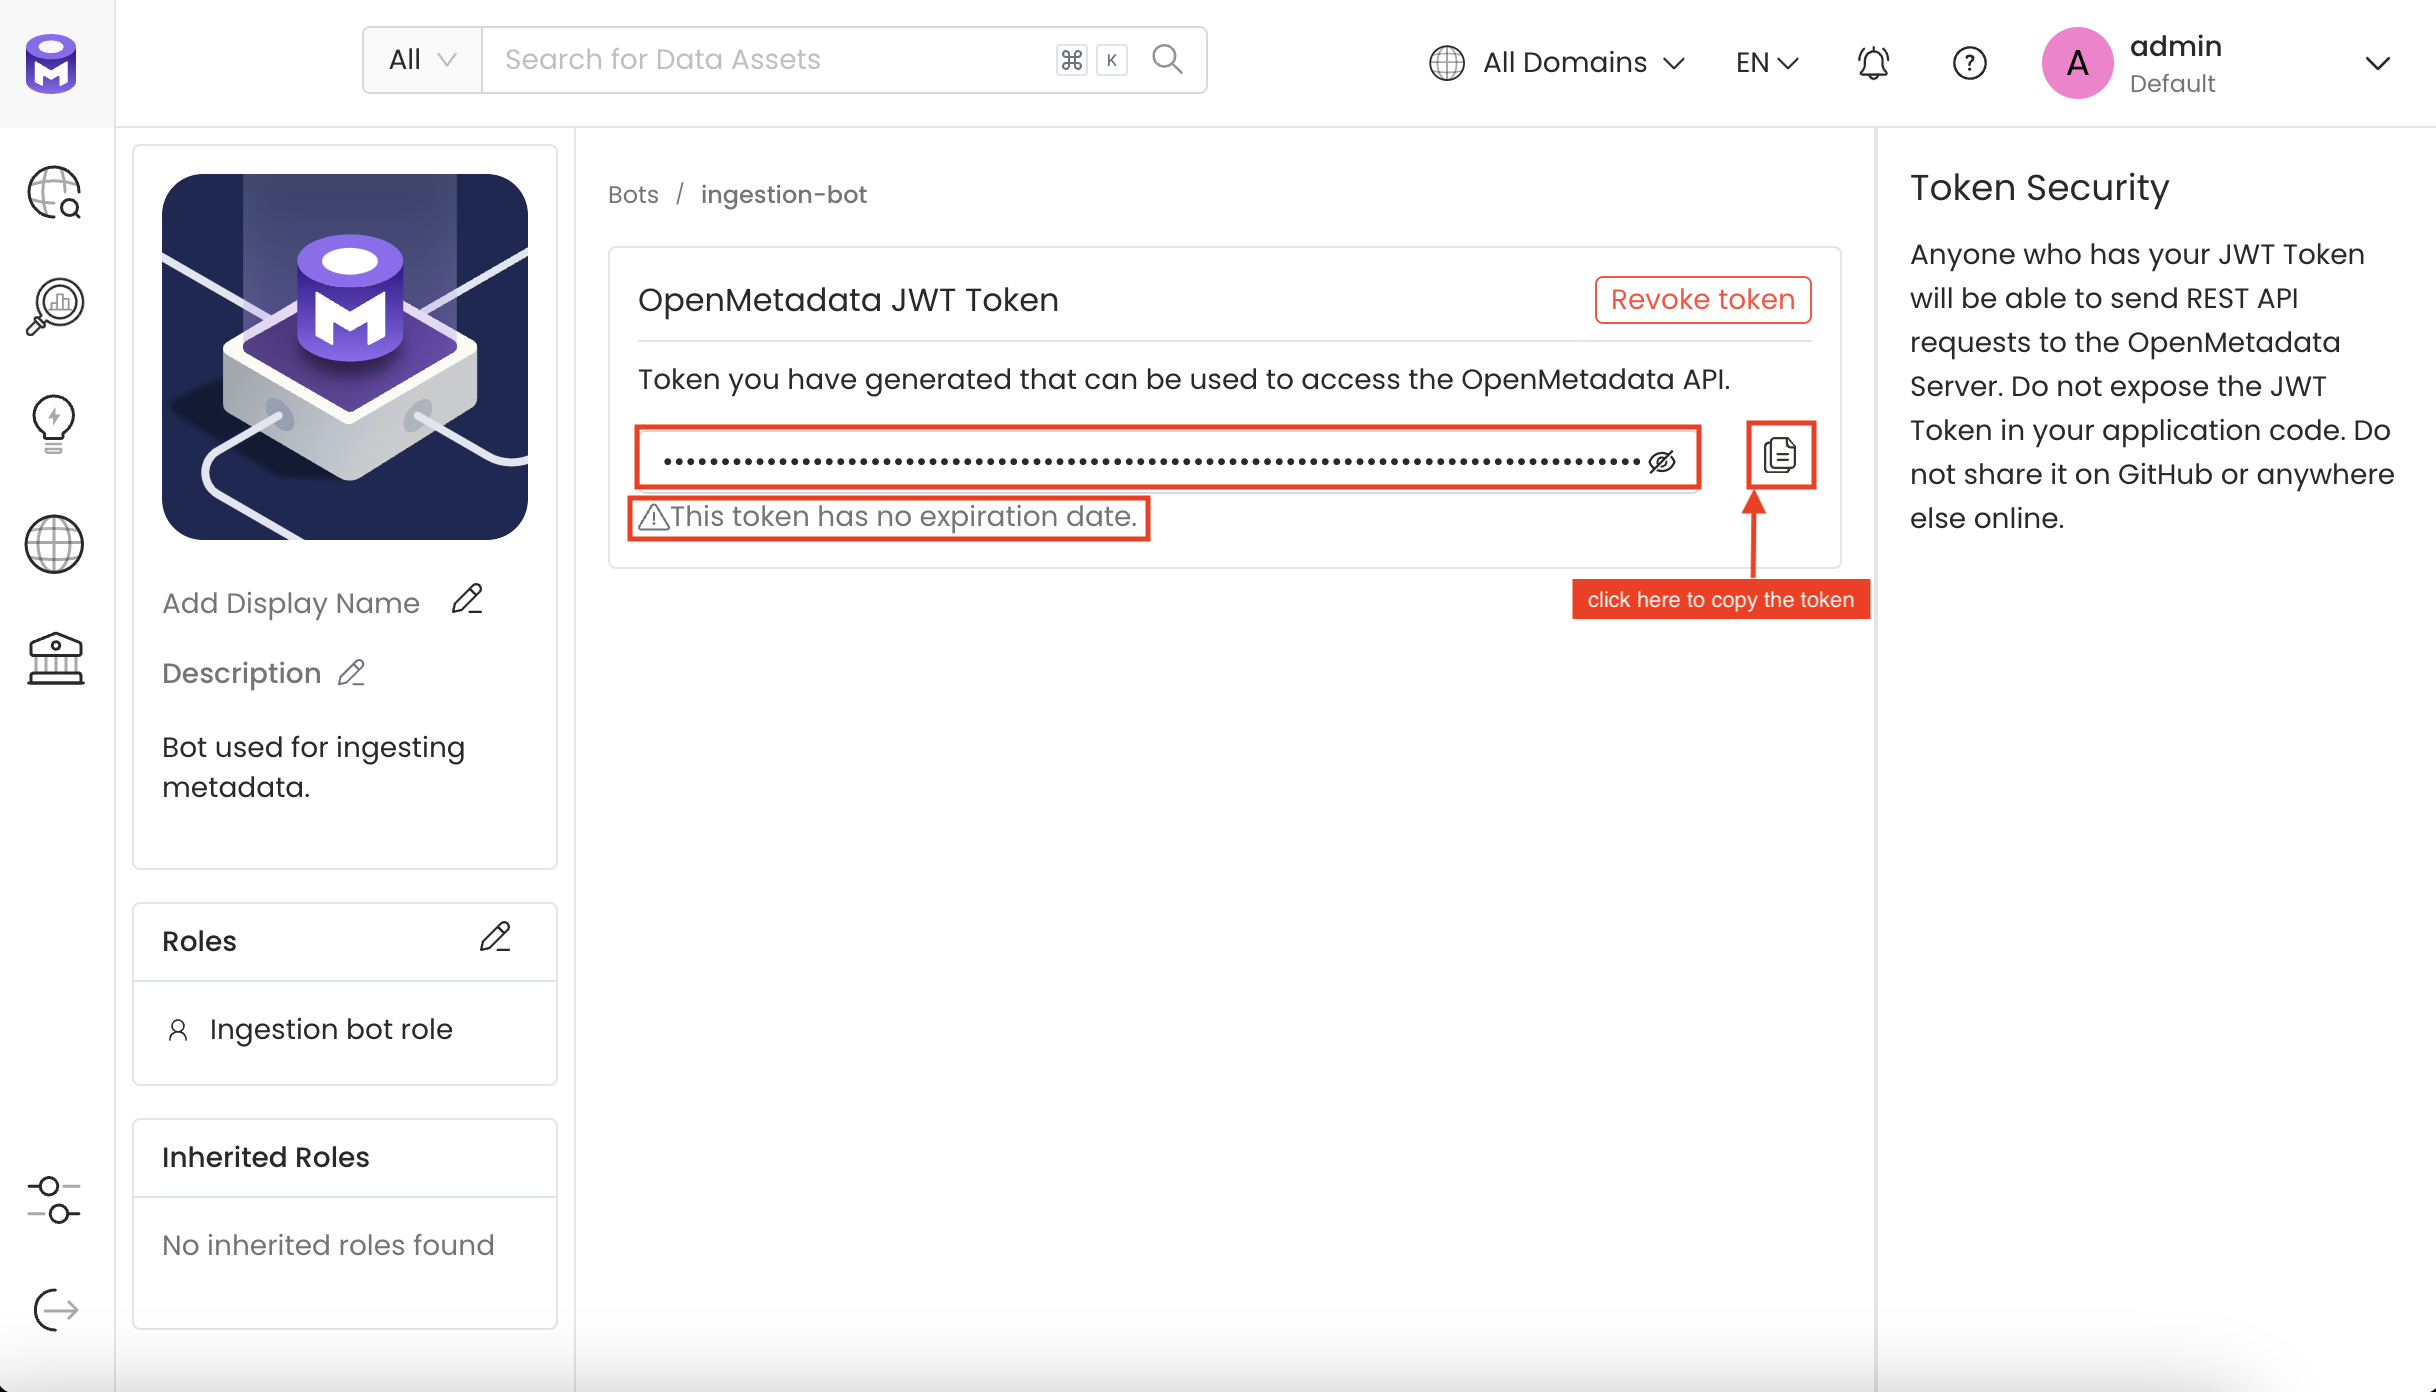 All
Search for Data Assets
⌘ K
All Domains
EN
A
admin
Default
Bots / ingestion-bot
OpenMetadata JWT Token
Revoke token
Token you have generated that can be used to access the OpenMetadata API.
This token has no expiration date.
click here to copy the token
Add Display Name
Description
Bot used for ingesting
metadata.
Roles
Ingestion bot role
Inherited Roles
No inherited roles found
Token Security
Anyone who has your JWT Token
will be able to send REST API
requests to the OpenMetadata
Server. Do not expose the JWT
Token in your application code. Do
not share it on GitHub or anywhere
else online.